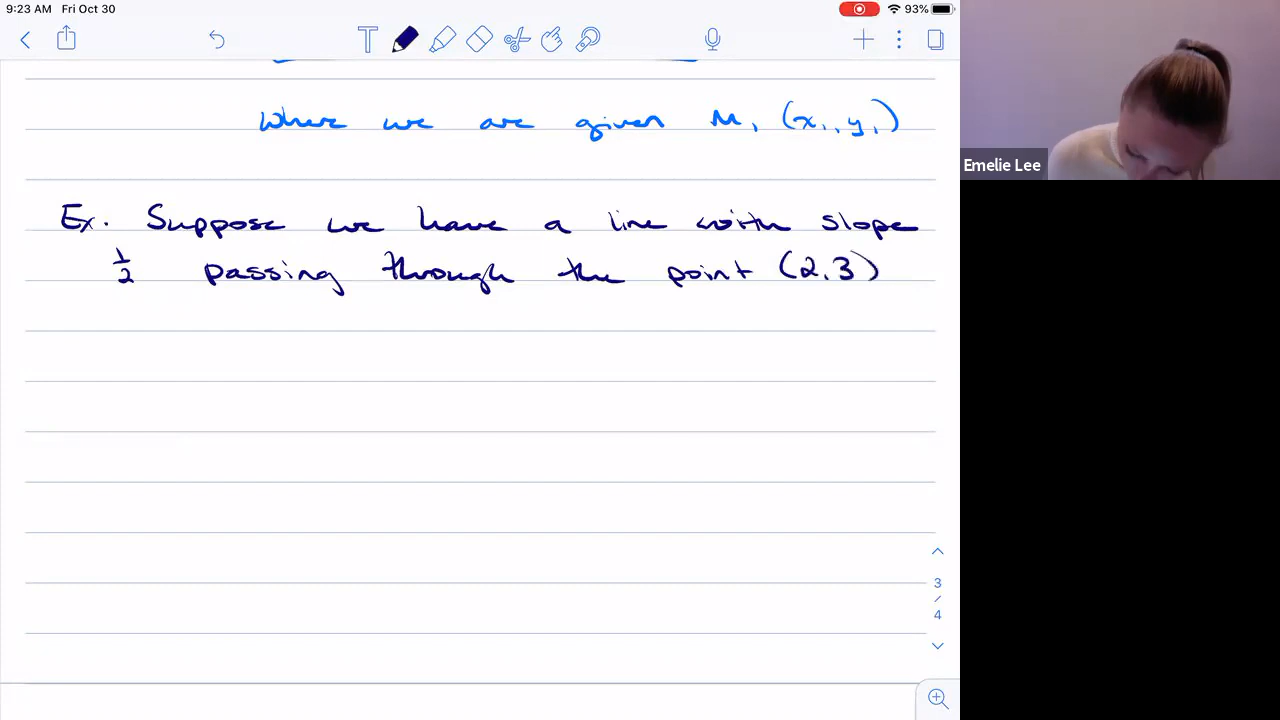 9:23 AM Fri Oct 30
93%
T
where we are given m, (x₁, y₁)
Ex. Suppose we have a line with slope
1/2 passing through the point (2,3)
Emelie Lee
3
/
4